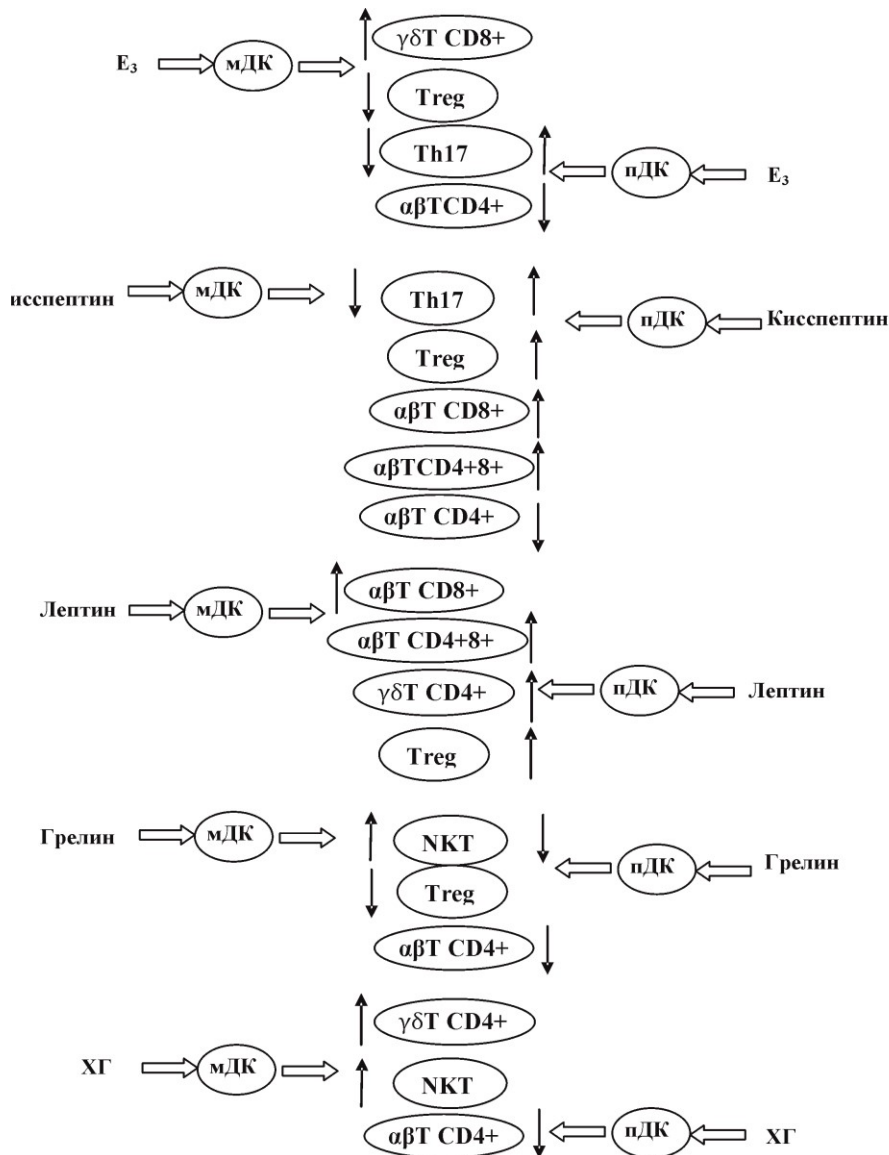 γδT CD8+
E₃ мДК
Treg
Th17
пДК E₃
αβTCD4+
исспептин мДК
Th17
пДК Кисспептин
Treg
αβT CD8+
αβTCD4+8+
αβT CD4+
αβT CD8+
Лептин мДК
αβT CD4+8+
γδT CD4+
пДК Лептин
Treg
Грелин мДК
NKT
пДК Грелин
Treg
αβT CD4+
γδT CD4+
ХГ мДК
NKT
αβT CD4+
пДК ХГ